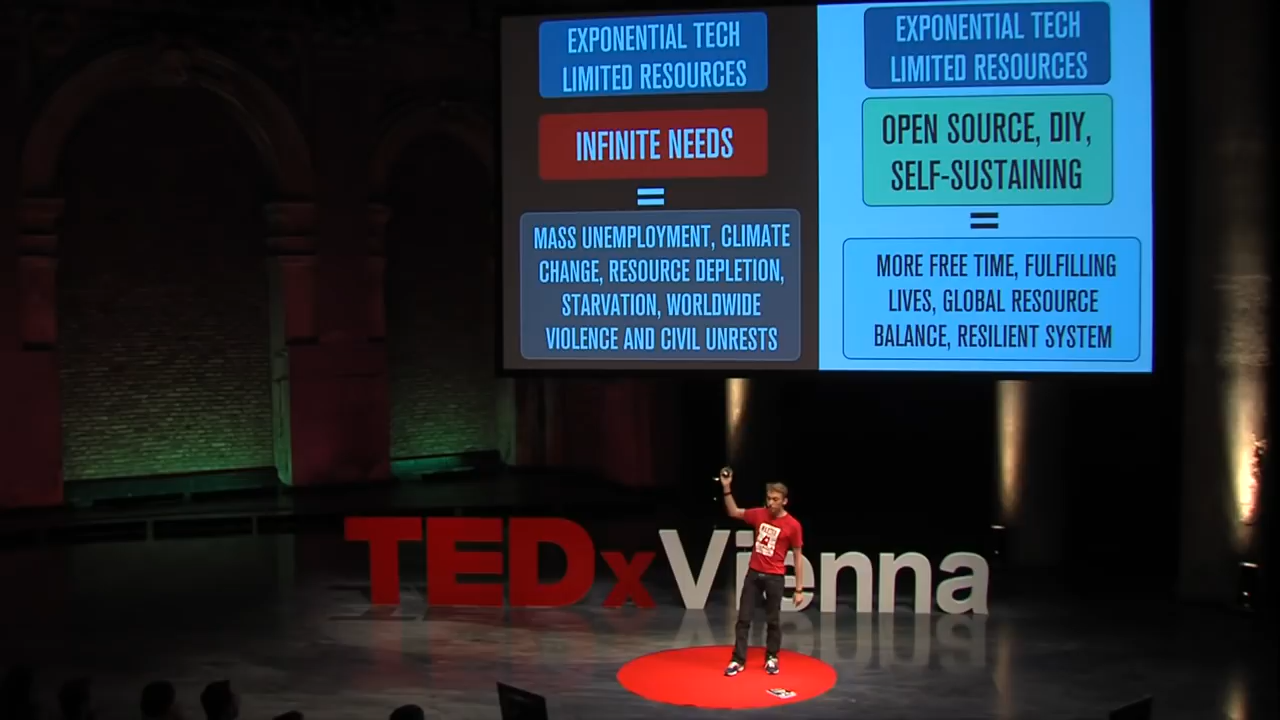 EXPONENTIAL TECH
LIMITED RESOURCES
INFINITE NEEDS
=
MASS UNEMPLOYMENT, CLIMATE
CHANGE, RESOURCE DEPLETION,
STARVATION, WORLDWIDE
VIOLENCE AND CIVIL UNRESTS
EXPONENTIAL TECH
LIMITED RESOURCES
OPEN SOURCE, DIY,
SELF-SUSTAINING
=
MORE FREE TIME, FULFILLING
LIVES, GLOBAL RESOURCE
BALANCE, RESILIENT SYSTEM
TEDxVienna